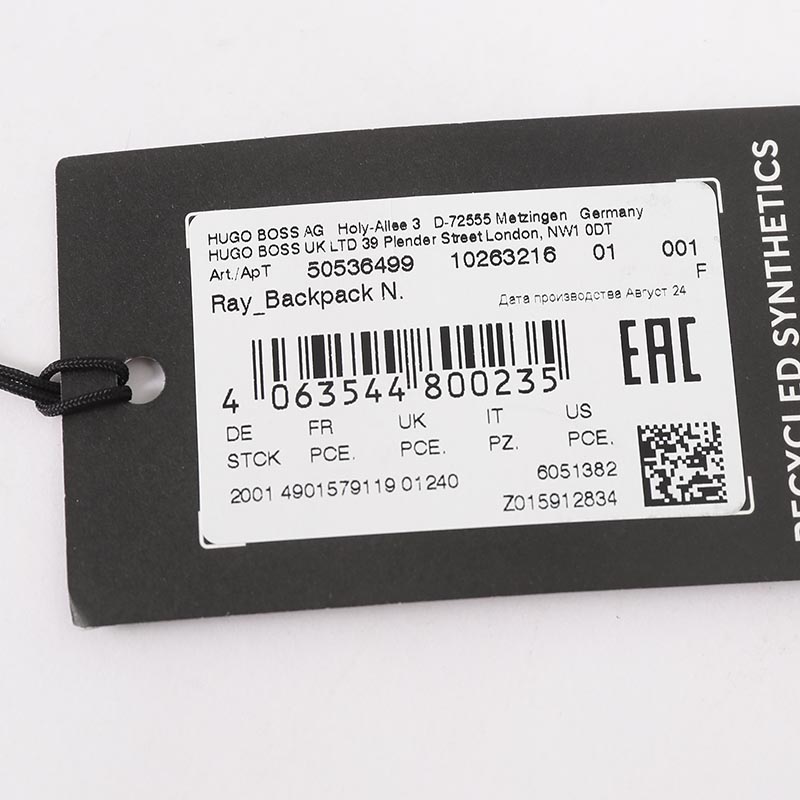 HUGO BOSS AG Holy-Allee 3 D-72555 Metzingen Germany
HUGO BOSS UK LTD 39 Plender Street London, NW1 0DT
Art./ApT 50536499 10263216 01 001
F
Ray_Backpack N.
Дата производства Август 24
EAC
4 063544 800235
DE FR UK IT US
STCK PCE. PCE. PZ. PCE.
2001 4901579119 01240 6051382
Z015912834
RECYCLED SYNTHETICS